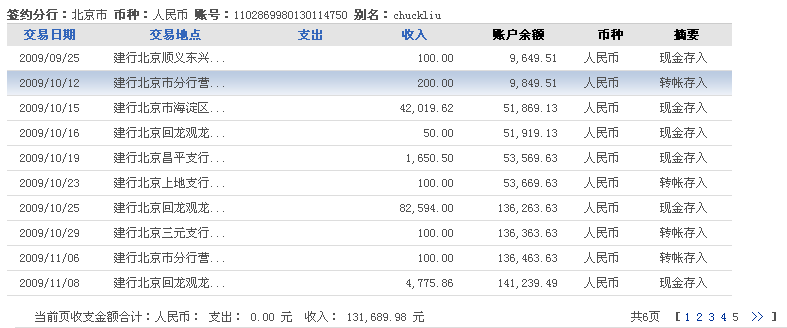 签约分行：北京市 币种：人民币 账号：1102869980130114750 别名：chuckliu
交易日期 交易地点 支出 收入 账户余额 币种 摘要
2009/09/25 建行北京顺义东兴... 100.00 9,649.51 人民币 现金存入
2009/10/12 建行北京市分行营... 200.00 9,849.51 人民币 转帐存入
2009/10/15 建行北京市海淀区... 42,019.62 51,869.13 人民币 现金存入
2009/10/16 建行北京回龙观龙... 50.00 51,919.13 人民币 现金存入
2009/10/19 建行北京昌平支行... 1,650.50 53,569.63 人民币 现金存入
2009/10/23 建行北京上地支行... 100.00 53,669.63 人民币 转帐存入
2009/10/25 建行北京回龙观龙... 82,594.00 136,263.63 人民币 现金存入
2009/10/29 建行北京三元支行... 100.00 136,363.63 人民币 转帐存入
2009/11/06 建行北京市分行营... 100.00 136,463.63 人民币 转帐存入
2009/11/08 建行北京回龙观龙... 4,775.86 141,239.49 人民币 现金存入
当前页收支金额合计：人民币： 支出： 0.00 元 收入： 131,689.98 元 共6页 [ 1 2 3 4 5 >> ]